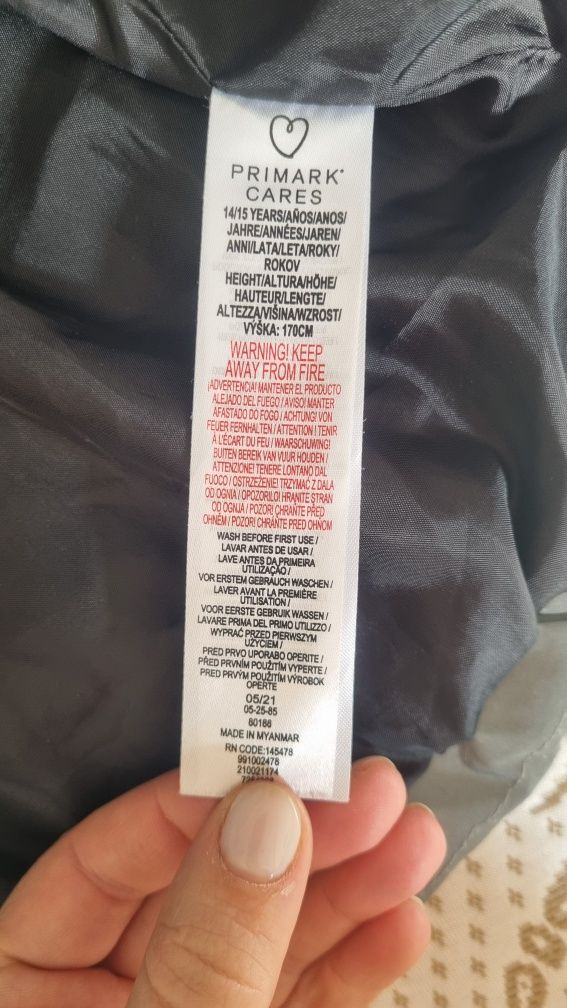 PRIMARK®
CARES
14/15 YEARS/AÑOS/ANOS/
JAHRE/ANNÉES/JAREN/
ANNI/LATA/LETA/ROKY/
ROKOV
HEIGHT/ALTURA/HÖHE/
HAUTEUR/LENGTE/
ALTEZZA/VIŠINA/WZROST/
VÝŠKA: 170CM
WARNING! KEEP
AWAY FROM FIRE
¡ADVERTENCIA! MANTENER EL PRODUCTO
ALEJADO DEL FUEGO / AVISO! MANTER
AFASTADO DO FOGO / ACHTUNG! VON
FEUER FERNHALTEN / ATTENTION ! TENIR
À L'ÉCART DU FEU / WAARSCHUWING!
BUITEN BEREIK VAN VUUR HOUDEN /
ATTENZIONE! TENERE LONTANO DAL
FUOCO / OSTRZEŻENIE! TRZYMAĆ Z DALA
OD OGNIA / OPOZORILO! HRANITE STRAN
OD OGNJA / POZOR! CHRAŇTE PŘED
OHNĚM / POZOR! CHRÁŇTE PRED OHŇOM
WASH BEFORE FIRST USE /
LAVAR ANTES DE USAR /
LAVE ANTES DA PRIMEIRA
UTILIZAÇÃO /
VOR ERSTEM GEBRAUCH WASCHEN /
LAVER AVANT LA PREMIÈRE
UTILISATION /
VOOR EERSTE GEBRUIK WASSEN /
LAVARE PRIMA DEL PRIMO UTILIZZO /
WYPRAĆ PRZED PIERWSZYM
UŻYCIEM /
PRED PRVO UPORABO OPERITE /
PŘED PRVNÍM POUŽITÍM VYPERTE /
PRED PRVÝM POUŽITÍM VÝROBOK
OPERTE
05/21
05-25-85
60186
MADE IN MYANMAR
RN CODE:145478
991002478
210021174